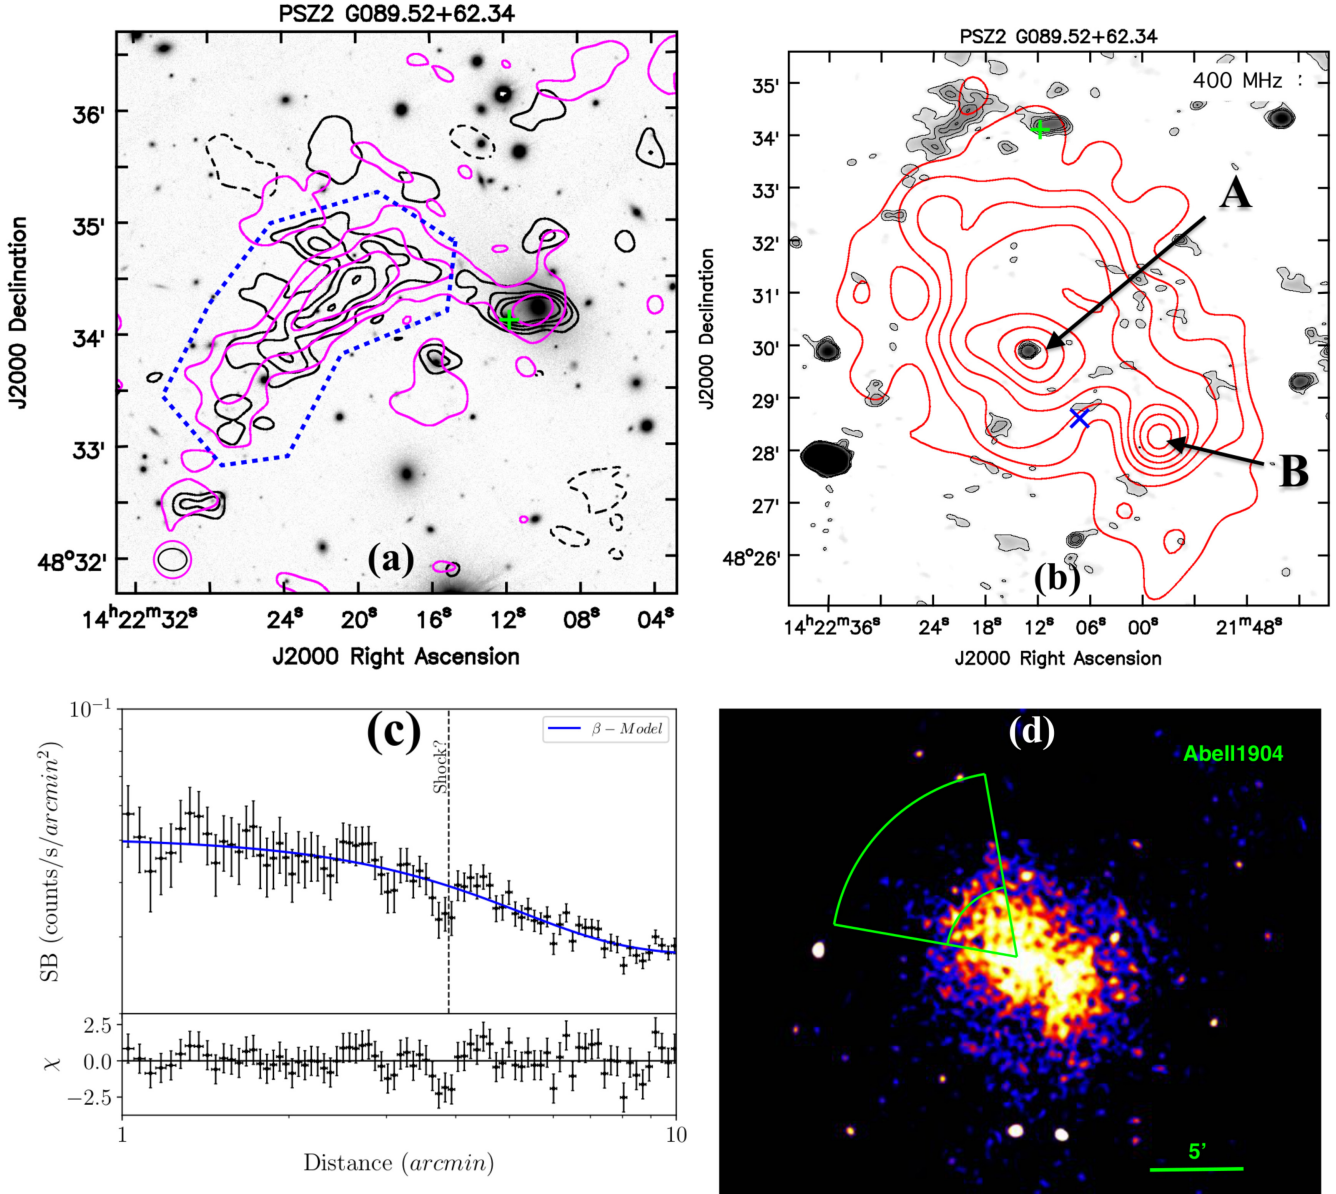 PSZ2 G089.52+62.34
36'
35'
34'
33'
48°32'
J2000 Declination
(a)
14ʰ22ᵐ32ˢ 24ˢ 20ˢ 16ˢ 12ˢ 08ˢ 04ˢ
J2000 Right Ascension
PSZ2 G089.52+62.34
400 MHz :
35'
34'
33'
32'
31'
30'
29'
28'
27'
48°26'
J2000 Declination
A
B
(b)
14ʰ22ᵐ36ˢ 24ˢ 18ˢ 12ˢ 06ˢ 00ˢ 21ᵐ48ˢ
J2000 Right Ascension
10⁻¹
(c)
Shock?
β − Model
SB (counts/s/arcmin²)
2.5
0.0
−2.5
χ
1 10
Distance (arcmin)
(d)
Abell1904
5'